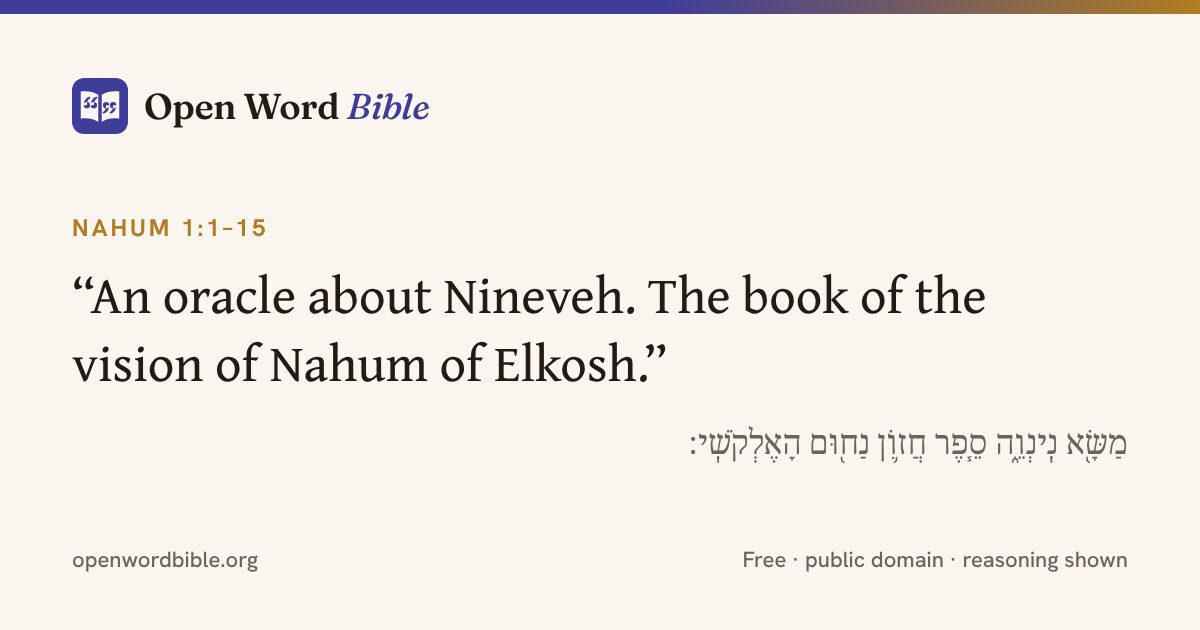 Open Word Bible
NAHUM 1:1–15
“An oracle about Nineveh. The book of the
vision of Nahum of Elkosh.”
מַשָּׂ֖א נִֽינְוֵ֑ה סֵ֧פֶר חֲז֛וֹן נַח֖וּם הָאֶלְקֹשִֽׁי׃
openwordbible.org
Free · public domain · reasoning shown